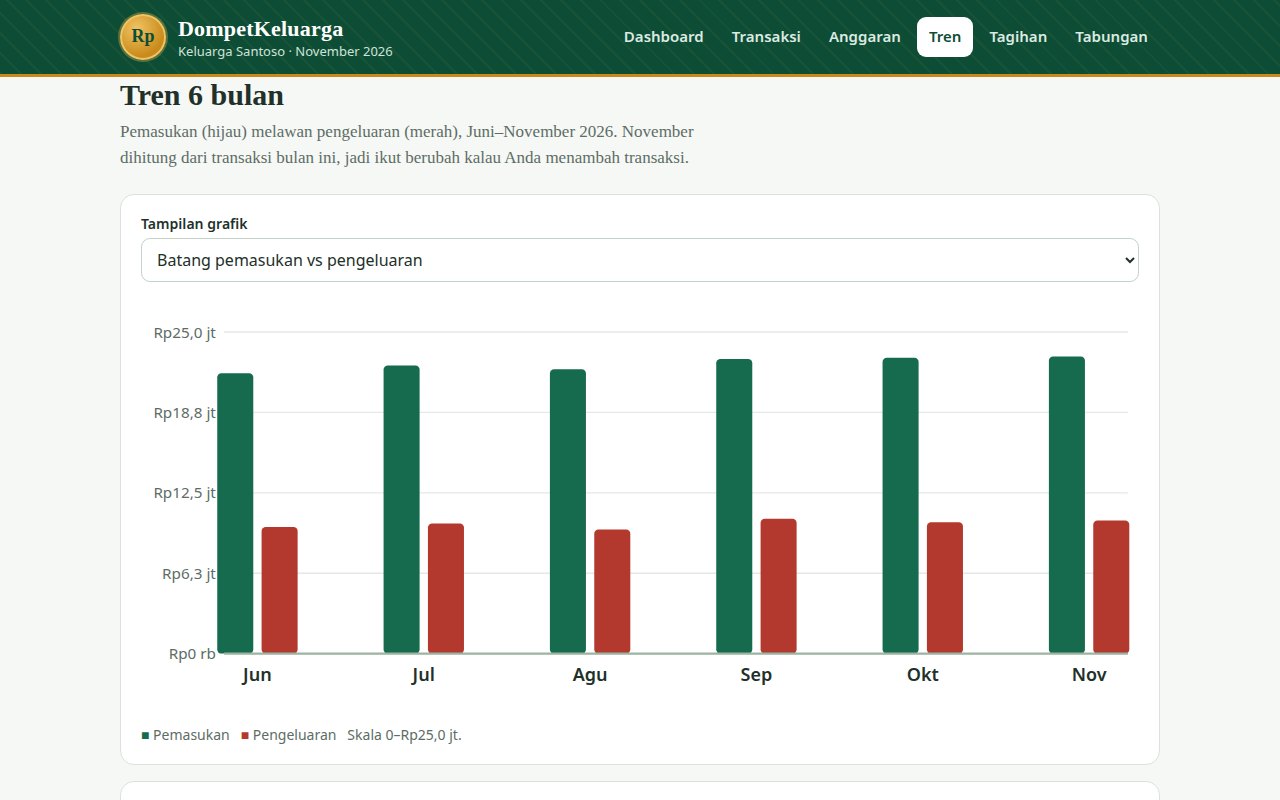 Rp
DompetKeluarga
Keluarga Santoso · November 2026
Dashboard
Transaksi
Anggaran
Tren
Tagihan
Tabungan
Tren 6 bulan
Pemasukan (hijau) melawan pengeluaran (merah), Juni–November 2026. November
dihitung dari transaksi bulan ini, jadi ikut berubah kalau Anda menambah transaksi.
Tampilan grafik
Batang pemasukan vs pengeluaran
Rp25,0 jt
Rp18,8 jt
Rp12,5 jt
Rp6,3 jt
Rp0 rb
Jun
Jul
Agu
Sep
Okt
Nov
■ Pemasukan ■ Pengeluaran Skala 0–Rp25,0 jt.